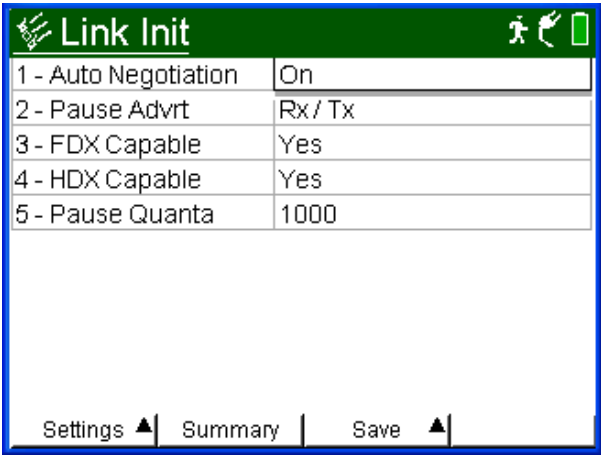 Link Init
1 - Auto Negotiation On
2 - Pause Advrt Rx / Tx
3 - FDX Capable Yes
4 - HDX Capable Yes
5 - Pause Quanta 1000
Settings Summary Save